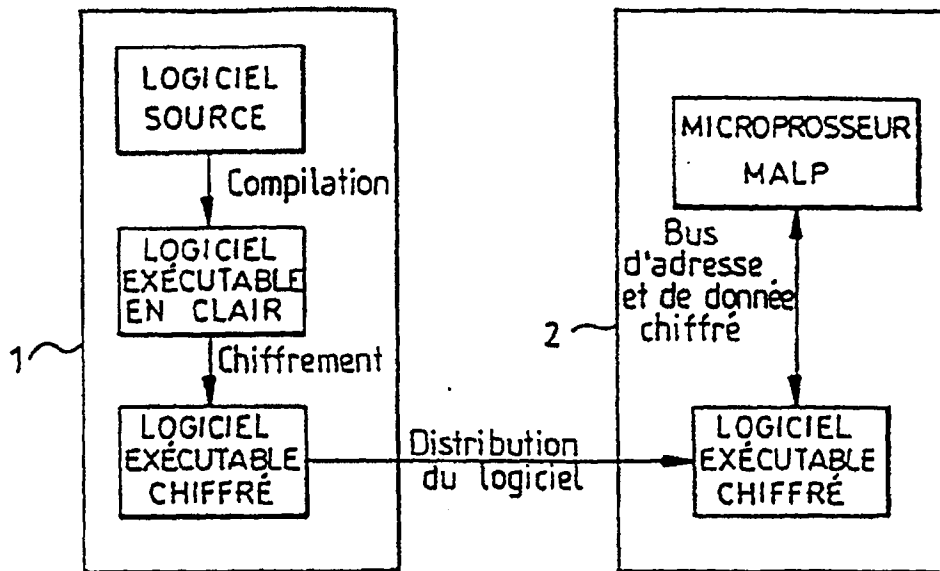 LOGICIEL
SOURCE
Compilation
LOGICIEL
EXÉCUTABLE
EN CLAIR
1
Chiffrement
LOGICIEL
EXÉCUTABLE
CHIFFRÉ
Distribution
du logiciel
MICROPROSSEUR
MALP
Bus
d'adresse
et de donnée
chiffré
2
LOGICIEL
EXÉCUTABLE
CHIFFRÉ